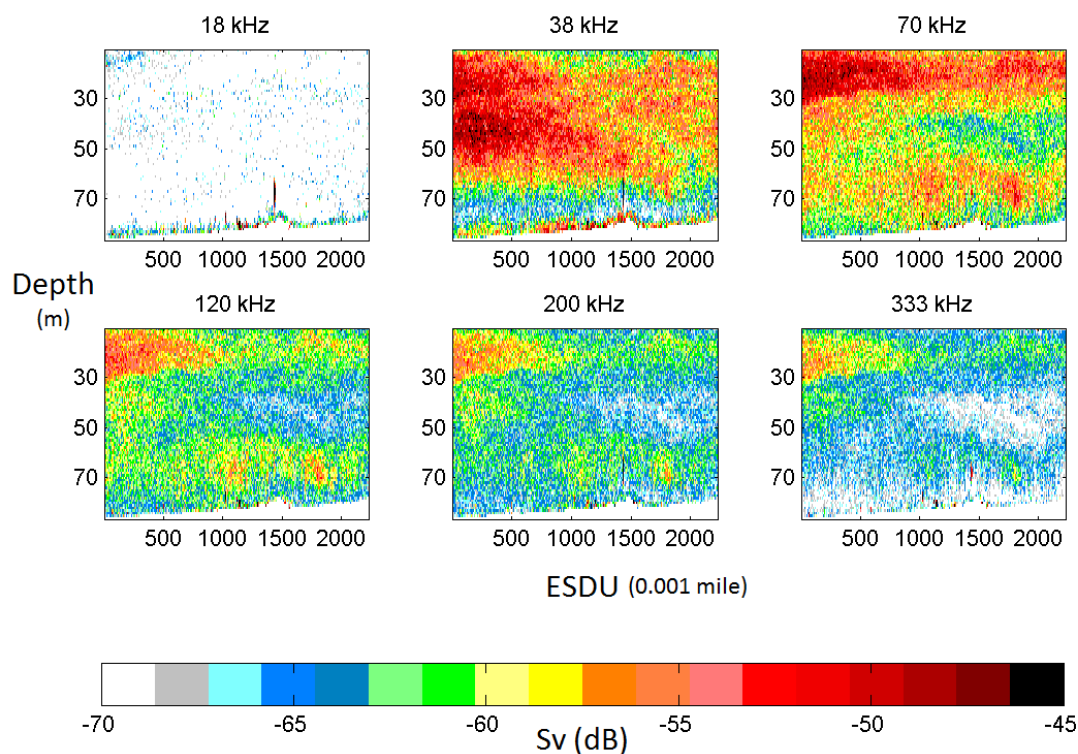 18 kHz 38 kHz 70 kHz
30 30 30
50 50 50
70 70 70
500 1000 1500 2000 500 1000 1500 2000 500 1000 1500 2000
Depth
(m)
120 kHz 200 kHz 333 kHz
30 30 30
50 50 50
70 70 70
500 1000 1500 2000 500 1000 1500 2000 500 1000 1500 2000
ESDU (0.001 mile)
-70 -65 -60 -55 -50 -45
Sv (dB)